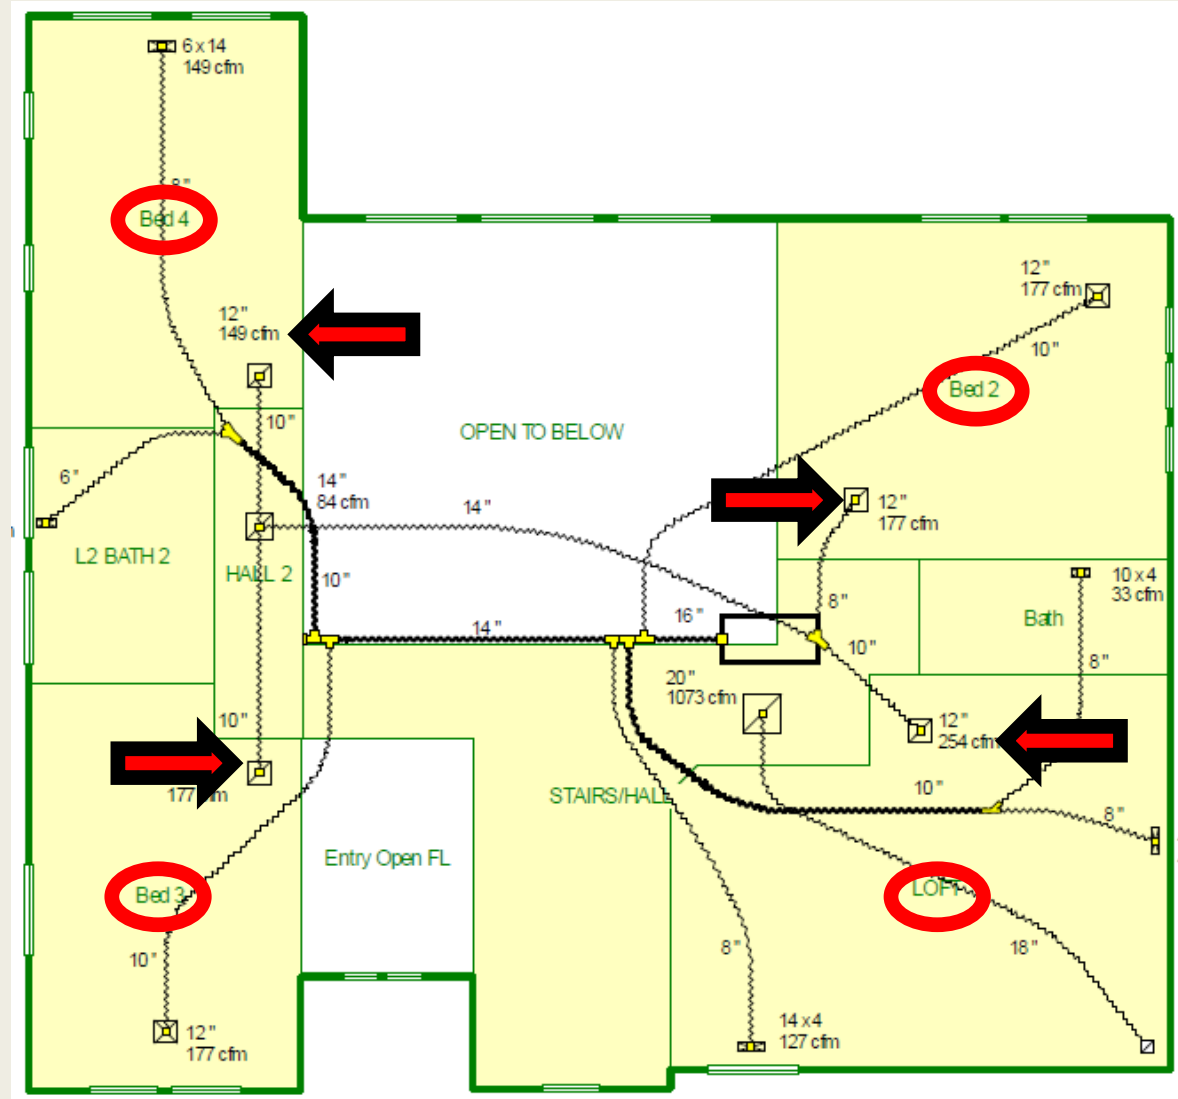 6 x 14
149 cfm
8"
Bed 4
12"
177 cfm
12"
149 cfm
10"
Bed 2
10"
OPEN TO BELOW
6"
14"
84 cfm
14"
12"
177 cfm
L2 BATH 2
HALL 2
10"
10 x 4
33 cfm
8"
Bath
16"
14"
10"
8"
20"
1073 cfm
10"
12"
254 cfm
177
STAIRS/HALL
10"
8"
Entry Open FL
Bed 3
LOFT
10"
8"
18"
14 x 4
127 cfm
12"
177 cfm